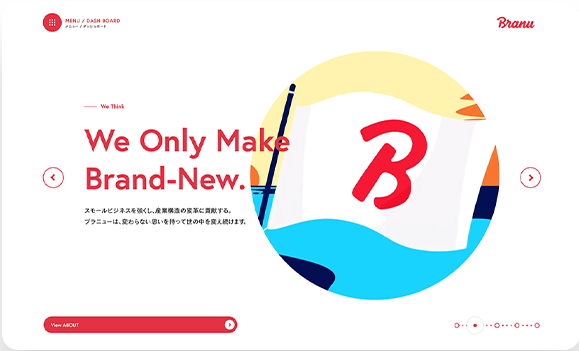 MENU / DASH BOARD
メニュー / ダッシュボード
Branu
We Think
We Only Make
Brand-New.
スモールビジネスを強くし、産業構造の変革に貢献する。
ブラニューは、変わらない思いを持って世の中を変え続けます。
B
View ABOUT